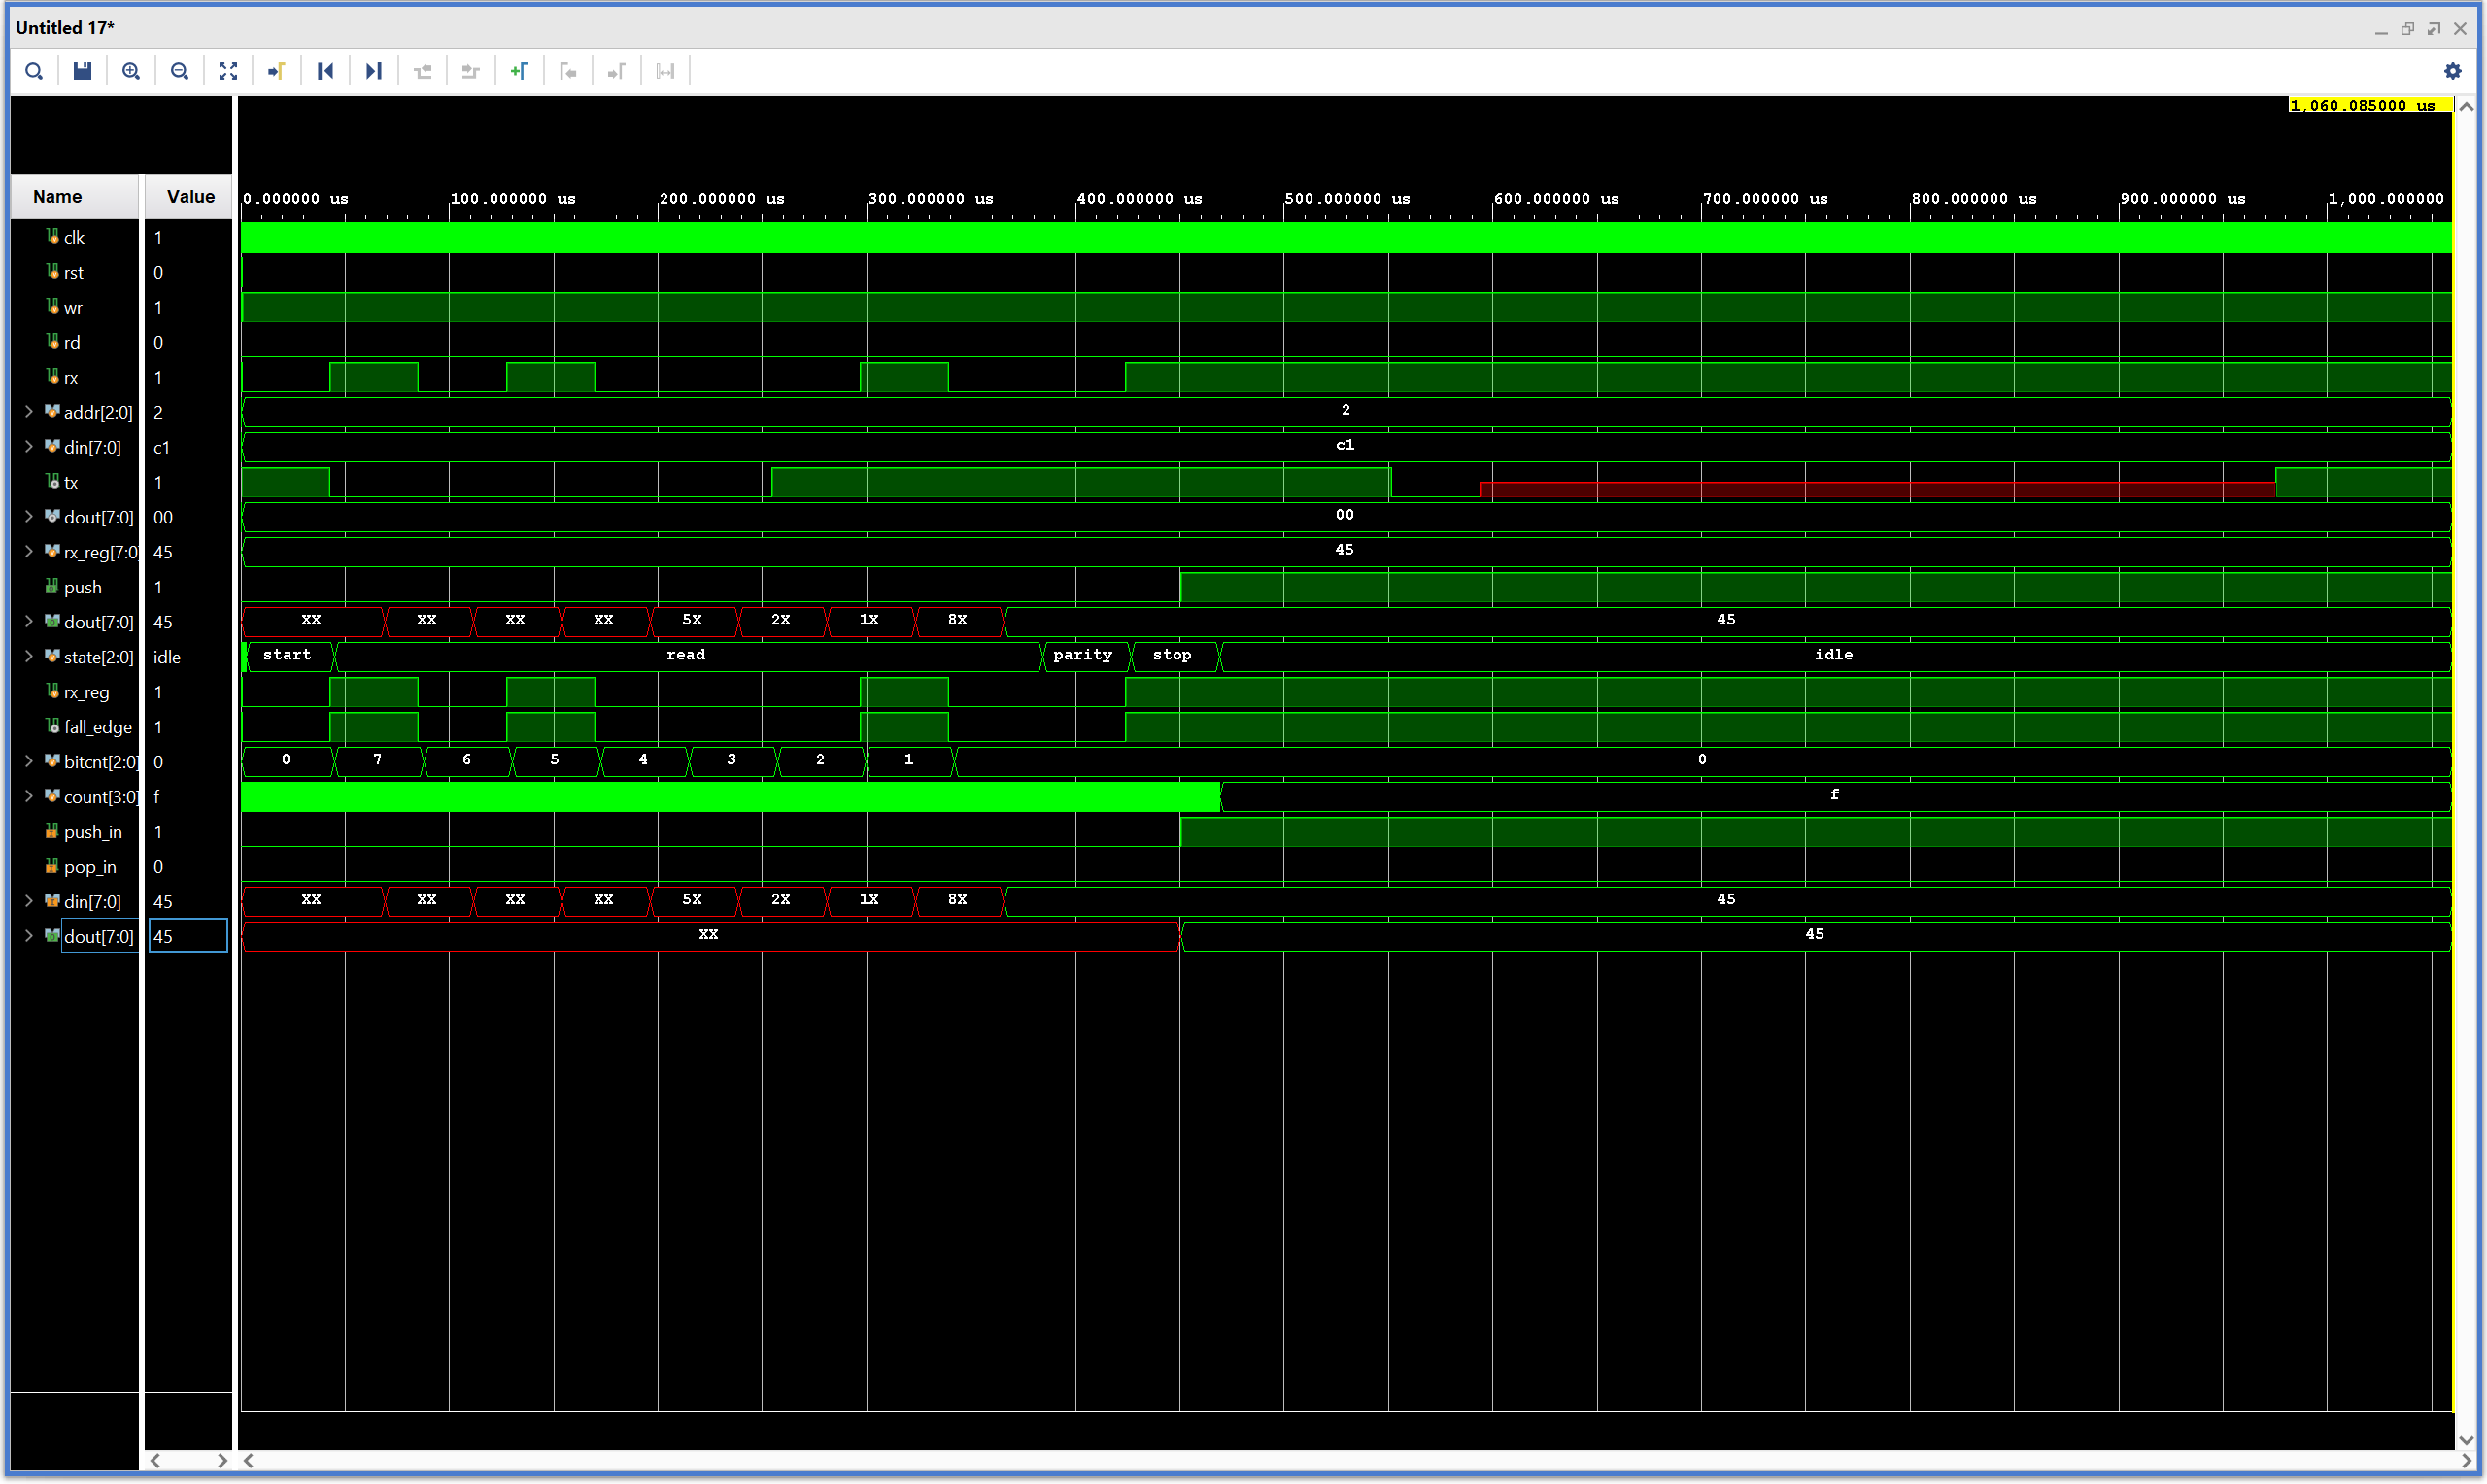 Untitled 17*
1,060.085000 us
Name Value
0.000000 us 100.000000 us 200.000000 us 300.000000 us 400.000000 us 500.000000 us 600.000000 us 700.000000 us 800.000000 us 900.000000 us 1,000.000000
clk 1
rst 0
wr 1
rd 0
rx 1
addr[2:0] 2 2
din[7:0] c1 c1
tx 1
dout[7:0] 00 00
rx_reg[7:0] 45 45
push 1
dout[7:0] 45 XX XX XX XX 5X 2X 1X 8X 45
state[2:0] idle start read parity stop idle
rx_reg 1
fall_edge 1
bitcnt[2:0] 0 0 7 6 5 4 3 2 1 0
count[3:0] f f
push_in 1
pop_in 0
din[7:0] 45 XX XX XX XX 5X 2X 1X 8X 45
dout[7:0] 45 XX 45